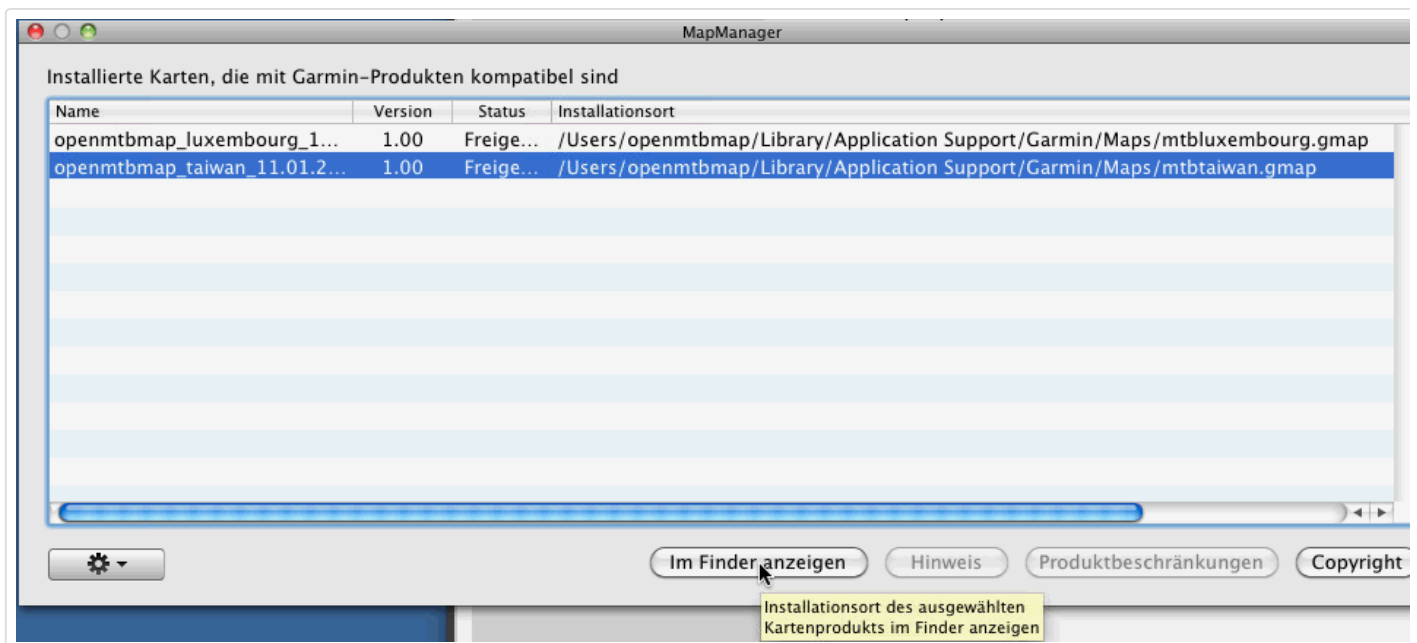 MapManager
Installierte Karten, die mit Garmin-Produkten kompatibel sind
Name Version Status Installationsort
openmtbmap_luxembourg_1... 1.00 Freige... /Users/openmtbmap/Library/Application Support/Garmin/Maps/mtbluxembourg.gmap
openmtbmap_taiwan_11.01.2... 1.00 Freige... /Users/openmtbmap/Library/Application Support/Garmin/Maps/mtbtaiwan.gmap
Im Finder anzeigen Hinweis Produktbeschränkungen Copyright
Installationsort des ausgewählten
Kartenprodukts im Finder anzeigen